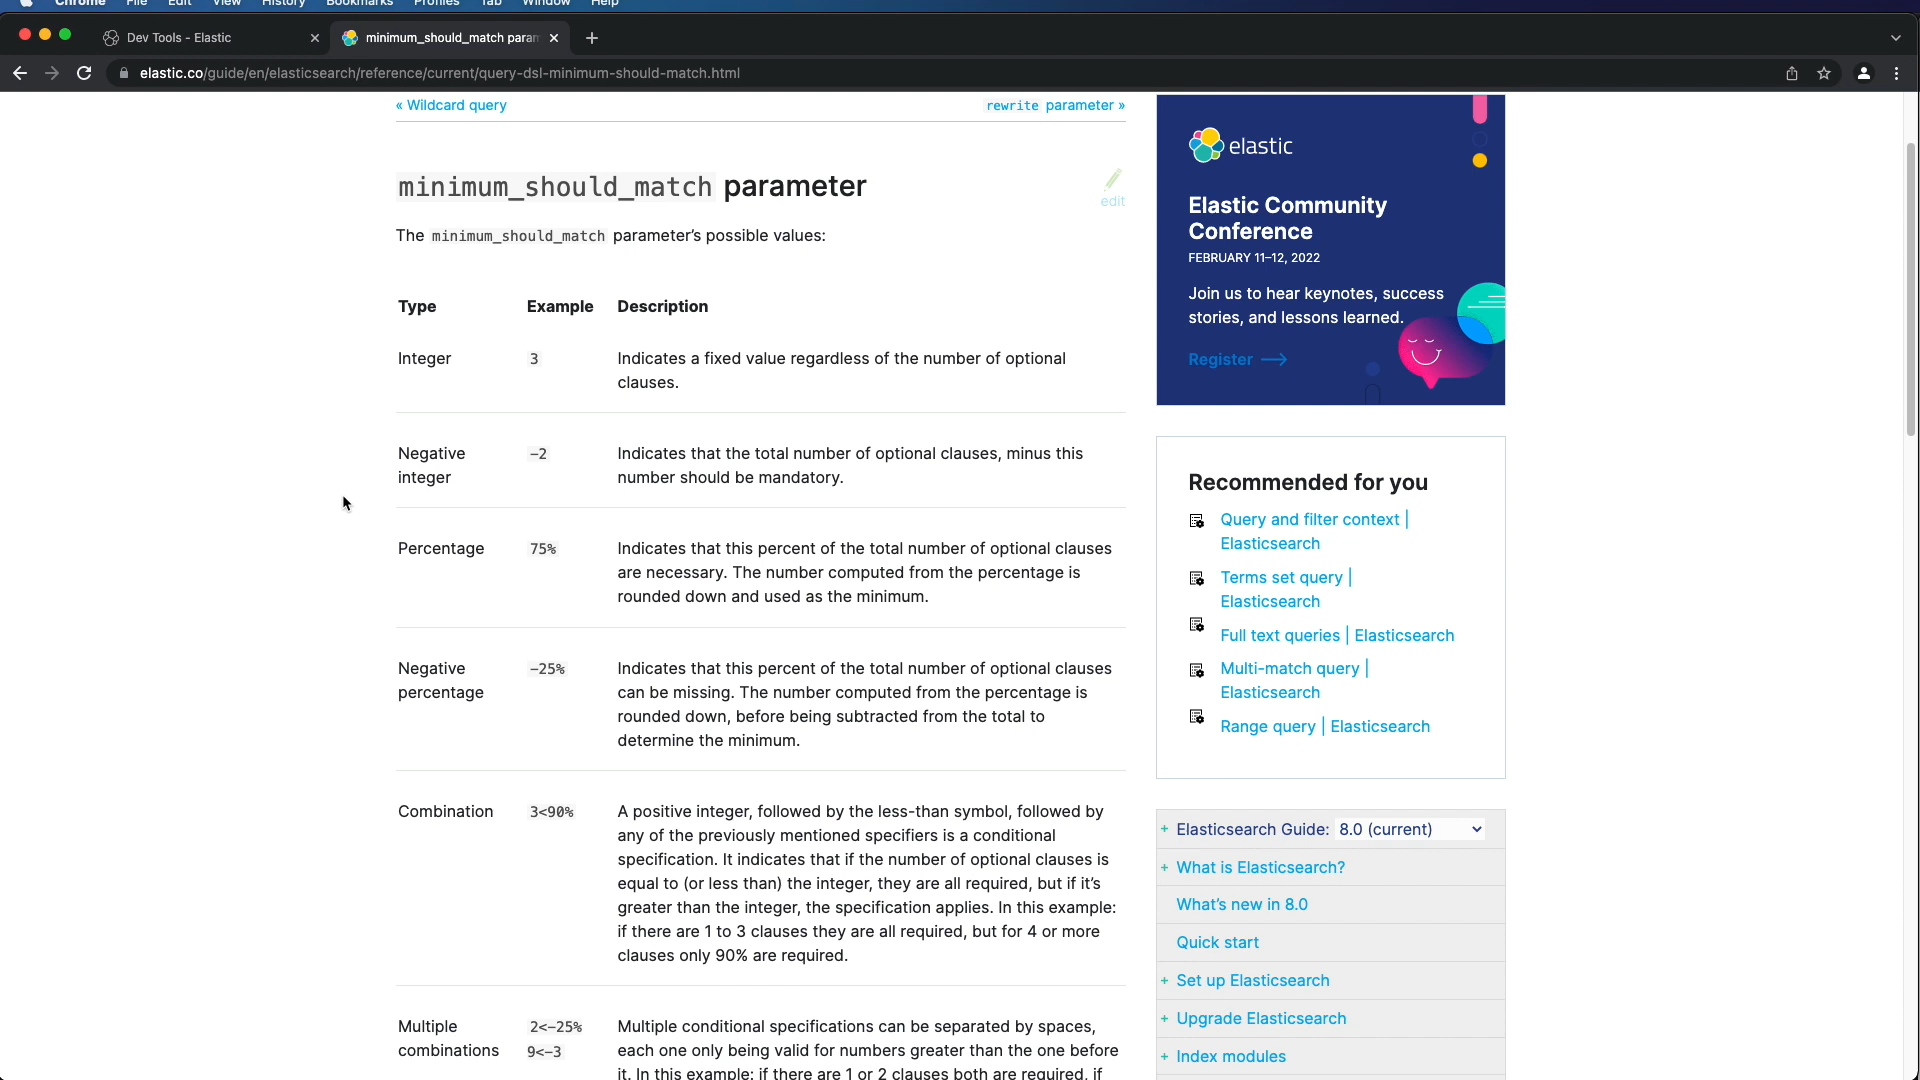 Chrome File Edit View History Bookmarks Profiles Tab Window Help
Dev Tools - Elastic
minimum_should_match param
elastic.co/guide/en/elasticsearch/reference/current/query-dsl-minimum-should-match.html
« Wildcard query
rewrite parameter »
minimum_should_match parameter
edit
The minimum_should_match parameter’s possible values:
Type Example Description
Integer 3 Indicates a fixed value regardless of the number of optional
clauses.
Negative -2 Indicates that the total number of optional clauses, minus this
integer number should be mandatory.
Percentage 75% Indicates that this percent of the total number of optional clauses
are necessary. The number computed from the percentage is
rounded down and used as the minimum.
Negative -25% Indicates that this percent of the total number of optional clauses
percentage can be missing. The number computed from the percentage is
rounded down, before being subtracted from the total to
determine the minimum.
Combination 3<90% A positive integer, followed by the less-than symbol, followed by
any of the previously mentioned specifiers is a conditional
specification. It indicates that if the number of optional clauses is
equal to (or less than) the integer, they are all required, but if it’s
greater than the integer, the specification applies. In this example:
if there are 1 to 3 clauses they are all required, but for 4 or more
clauses only 90% are required.
Multiple 2<-25% Multiple conditional specifications can be separated by spaces,
combinations 9<-3 each one only being valid for numbers greater than the one before
it. In this example: if there are 1 or 2 clauses both are required, if
elastic
Elastic Community
Conference
FEBRUARY 11–12, 2022
Join us to hear keynotes, success
stories, and lessons learned.
Register
Recommended for you
Query and filter context |
Elasticsearch
Terms set query |
Elasticsearch
Full text queries | Elasticsearch
Multi-match query |
Elasticsearch
Range query | Elasticsearch
+ Elasticsearch Guide: 8.0 (current)
+ What is Elasticsearch?
What’s new in 8.0
Quick start
+ Set up Elasticsearch
+ Upgrade Elasticsearch
+ Index modules